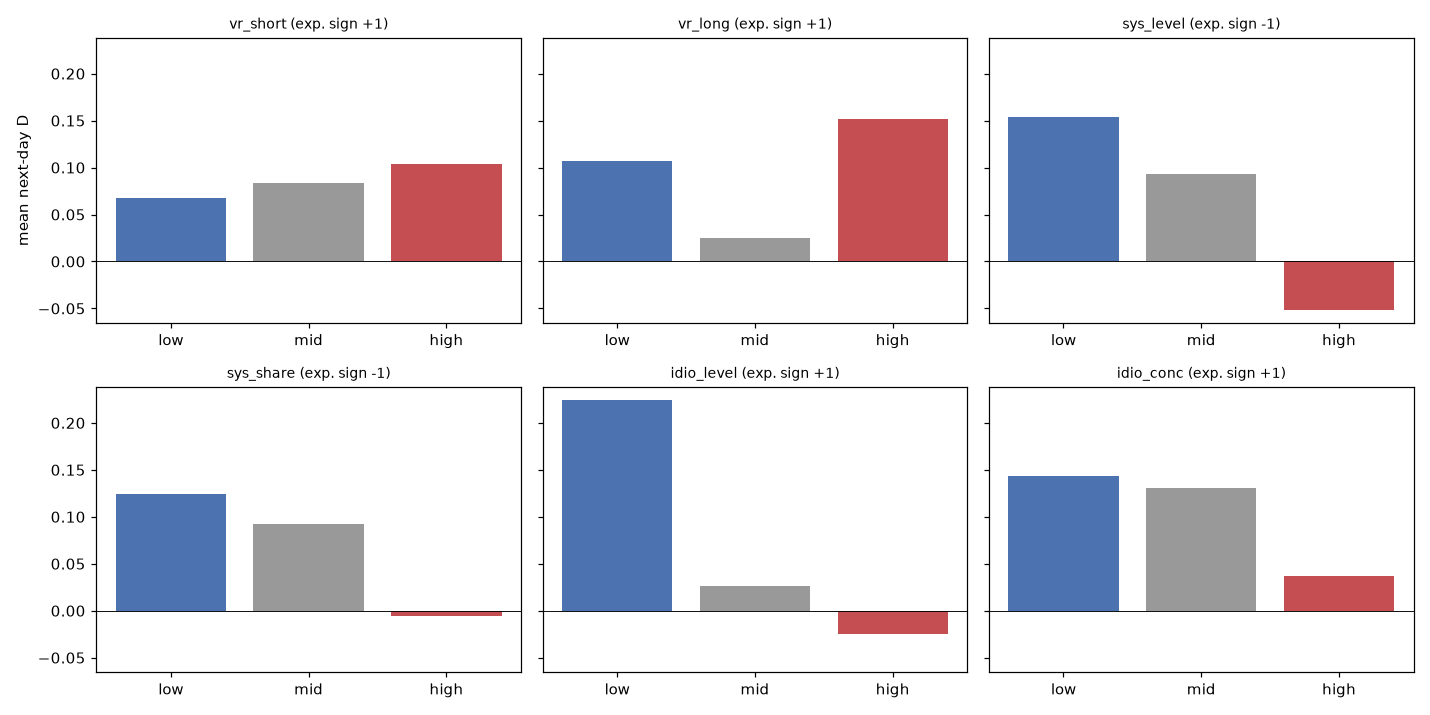 vr_short (exp. sign +1)
vr_long (exp. sign +1)
sys_level (exp. sign -1)
mean next-day D
0.20
0.15
0.10
0.05
0.00
−0.05
low
mid
high
low
mid
high
low
mid
high
sys_share (exp. sign -1)
idio_level (exp. sign +1)
idio_conc (exp. sign +1)
0.20
0.15
0.10
0.05
0.00
−0.05
low
mid
high
low
mid
high
low
mid
high